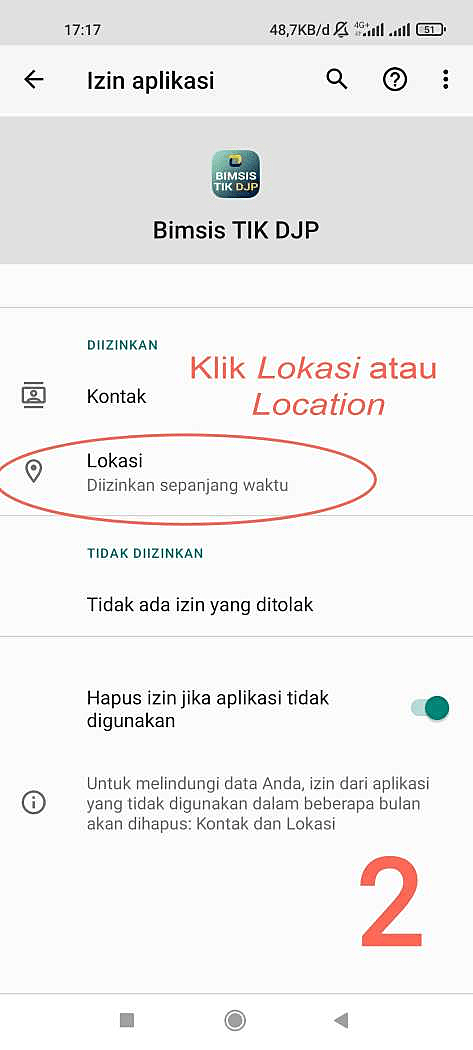 17:17
48,7KB/d 4G+ 51
Izin aplikasi
BIMSIS
TIK DJP
Bimsis TIK DJP
DIIZINKAN
Klik Lokasi atau
Location
Kontak
Lokasi
Diizinkan sepanjang waktu
TIDAK DIIZINKAN
Tidak ada izin yang ditolak
Hapus izin jika aplikasi tidak
digunakan
Untuk melindungi data Anda, izin dari aplikasi
yang tidak digunakan dalam beberapa bulan
akan dihapus: Kontak dan Lokasi
2